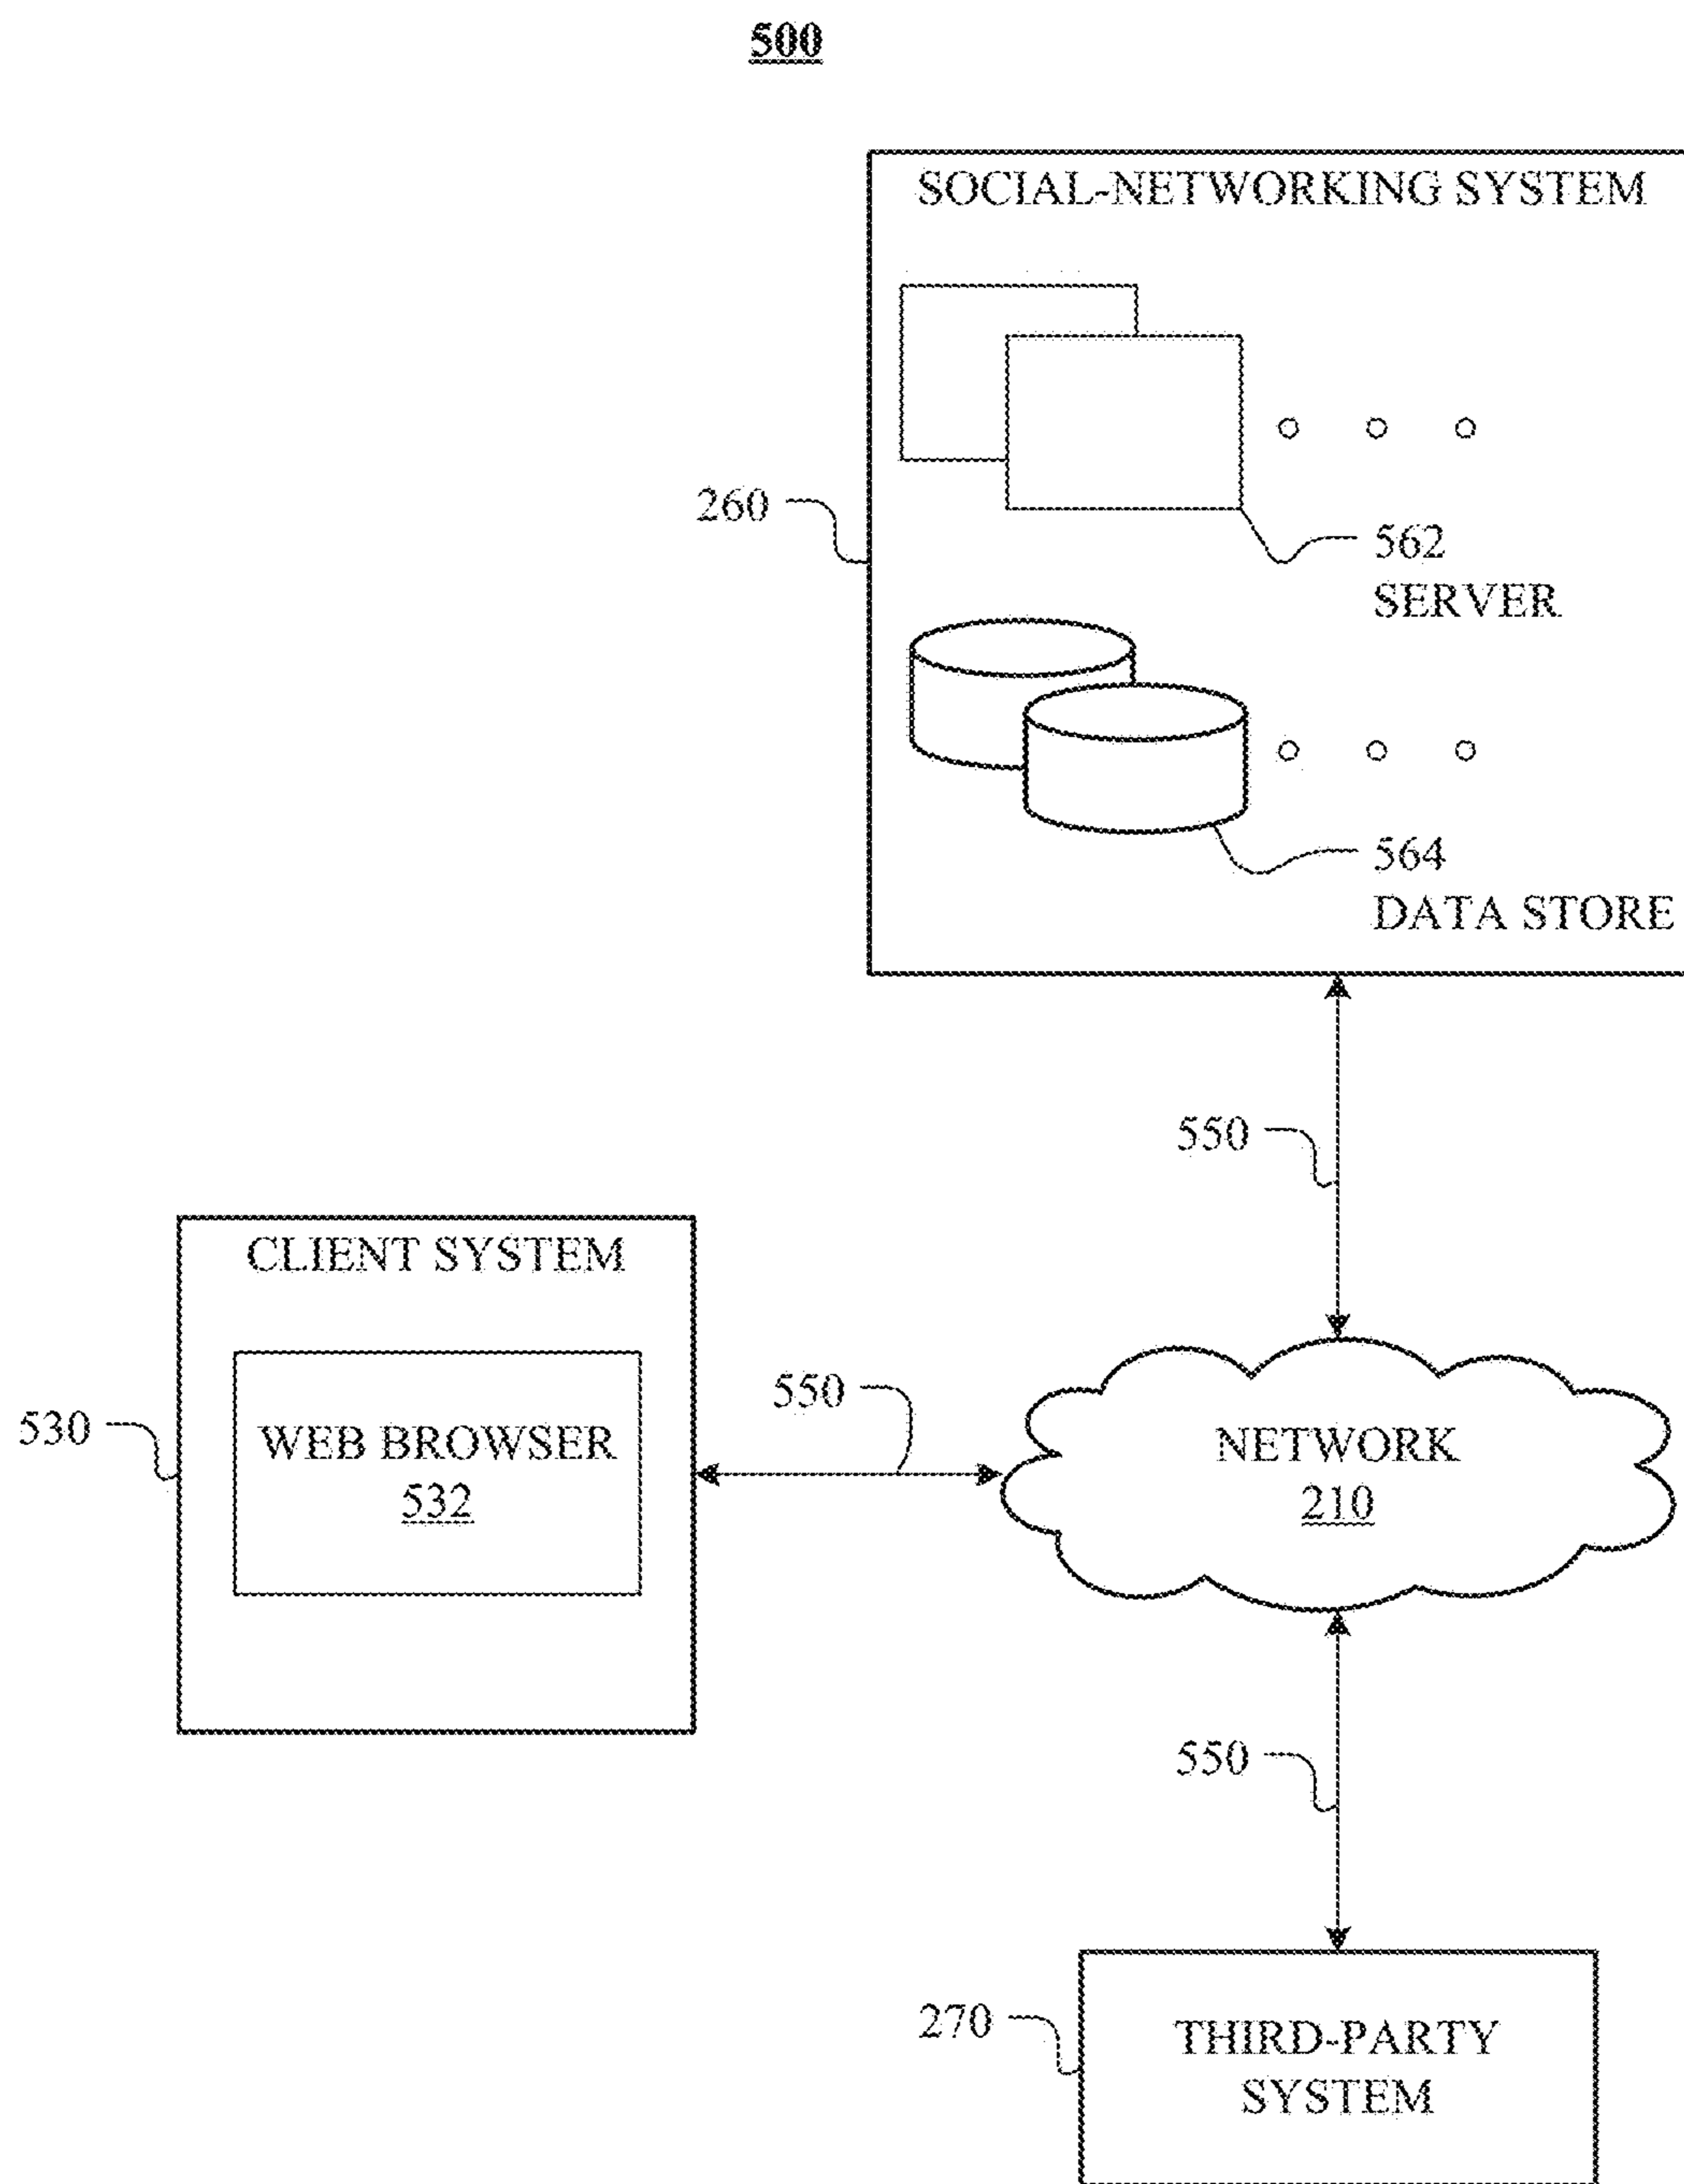 500
SOCIAL-NETWORKING SYSTEM
260
562
SERVER
564
DATA STORE
550
CLIENT SYSTEM
530
WEB BROWSER
532
550
NETWORK
210
550
270
THIRD-PARTY
SYSTEM